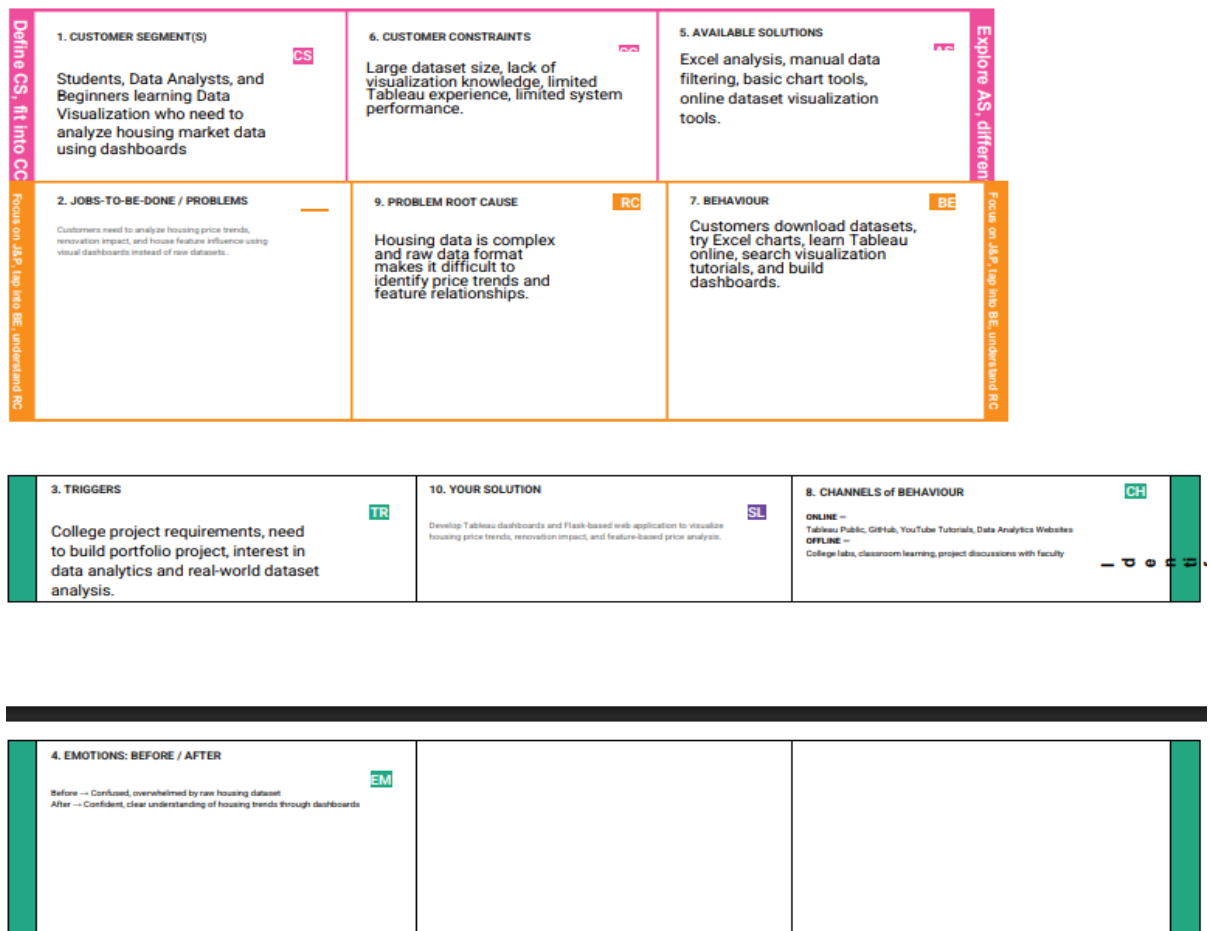 Define CS, fit into CC
1. CUSTOMER SEGMENT(S)
CS
Students, Data Analysts, and
Beginners learning Data
Visualization who need to
analyze housing market data
using dashboards
6. CUSTOMER CONSTRAINTS
CC
Large dataset size, lack of
visualization knowledge, limited
Tableau experience, limited system
performance.
5. AVAILABLE SOLUTIONS
AS
Excel analysis, manual data
filtering, basic chart tools,
online dataset visualization
tools.
Explore AS, differen
Focus on J&P, tap into BE, understand RC
2. JOBS-TO-BE-DONE / PROBLEMS
Customers need to analyze housing price trends,
renovation impact, and house feature influence using
visual dashboards instead of raw datasets..
9. PROBLEM ROOT CAUSE
RC
Housing data is complex
and raw data format
makes it difficult to
identify price trends and
feature relationships.
7. BEHAVIOUR
BE
Customers download datasets,
try Excel charts, learn Tableau
online, search visualization
tutorials, and build
dashboards.
Focus on J&P, tap into BE, understand RC
3. TRIGGERS
TR
College project requirements, need
to build portfolio project, interest in
data analytics and real-world dataset
analysis.
10. YOUR SOLUTION
SL
Develop Tableau dashboards and Flask-based web application to visualize
housing price trends, renovation impact, and feature-based price analysis.
8. CHANNELS of BEHAVIOUR
CH
ONLINE –
Tableau Public, GitHub, YouTube Tutorials, Data Analytics Websites
OFFLINE –
College labs, classroom learning, project discussions with faculty
I d e n ti
4. EMOTIONS: BEFORE / AFTER
EM
Before → Confused, overwhelmed by raw housing dataset
After → Confident, clear understanding of housing trends through dashboards